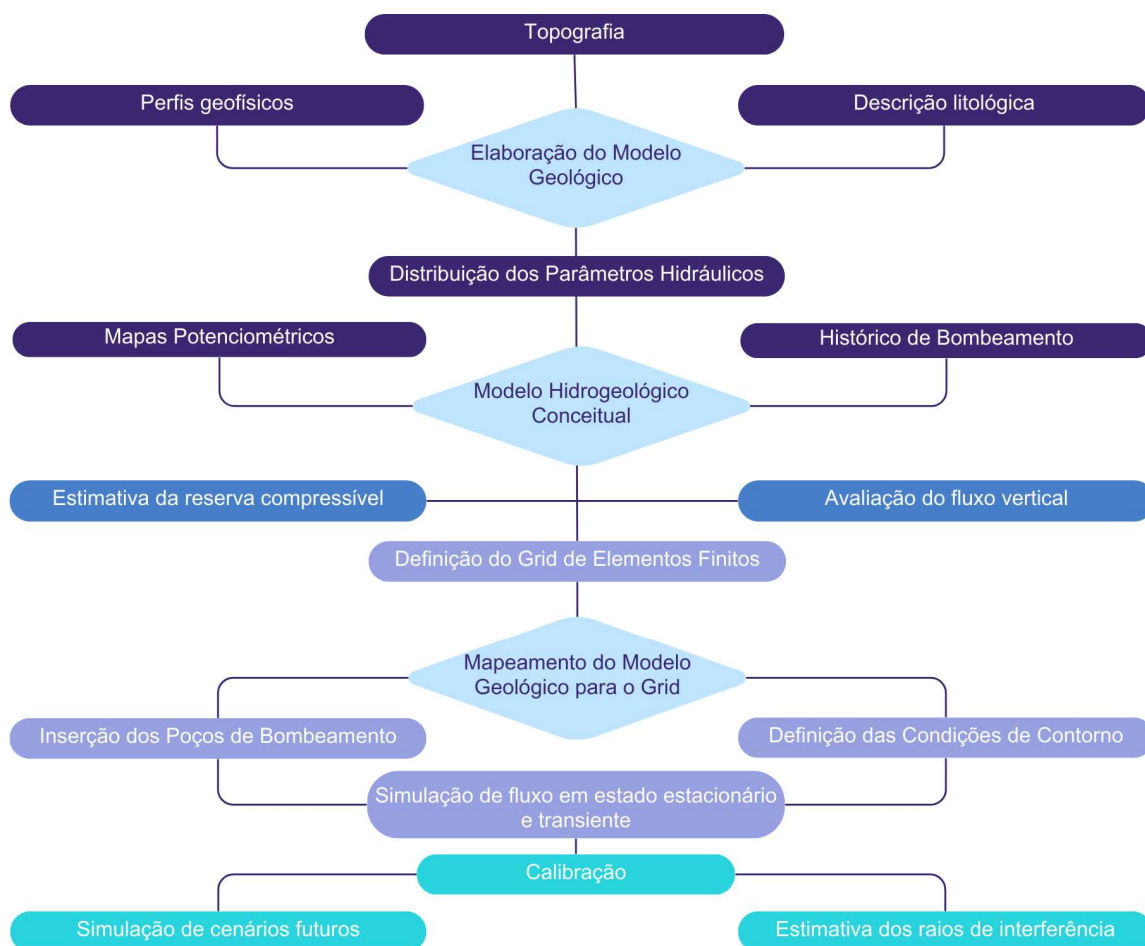 Topografia
Perfis geofísicos
Descrição litológica
Elaboração do Modelo
Geológico
Distribuição dos Parâmetros Hidráulicos
Mapas Potenciométricos
Histórico de Bombeamento
Modelo Hidrogeológico
Conceitual
Estimativa da reserva compressível
Avaliação do fluxo vertical
Definição do Grid de Elementos Finitos
Mapeamento do Modelo
Geológico para o Grid
Inserção dos Poços de Bombeamento
Definição das Condições de Contorno
Simulação de fluxo em estado estacionário
e transiente
Calibração
Simulação de cenários futuros
Estimativa dos raios de interferência